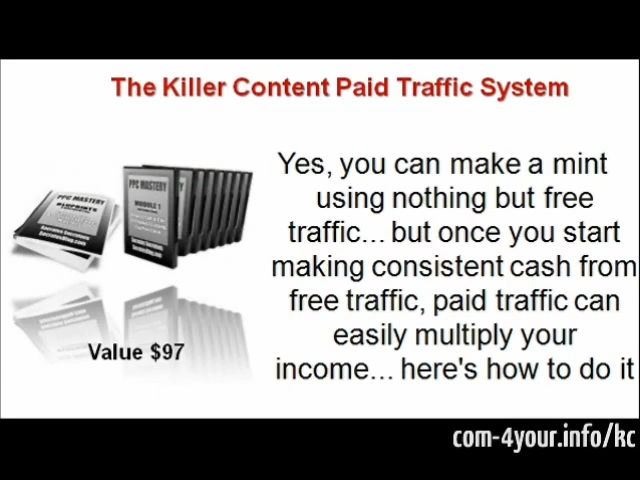 The Killer Content Paid Traffic System
Yes, you can make a mint
using nothing but free
traffic... but once you start
making consistent cash from
free traffic, paid traffic can
easily multiply your
income... here's how to do it
PPC MASTERY
BLUPRINTS
PPC MASTERY
MODULE 1
Value $97
com-4your.info/kc